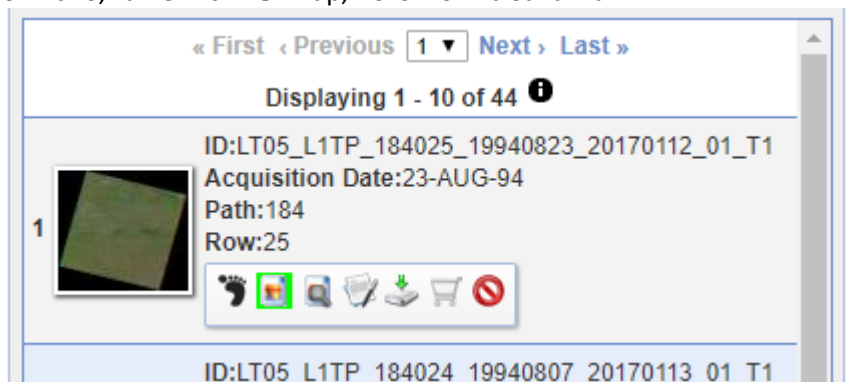 « First ‹ Previous 1 ▼ Next › Last »
Displaying 1 - 10 of 44 i
1
ID:LT05_L1TP_184025_19940823_20170112_01_T1
Acquisition Date:23-AUG-94
Path:184
Row:25
ID:LT05_L1TP_184024_19940807_20170113_01_T1